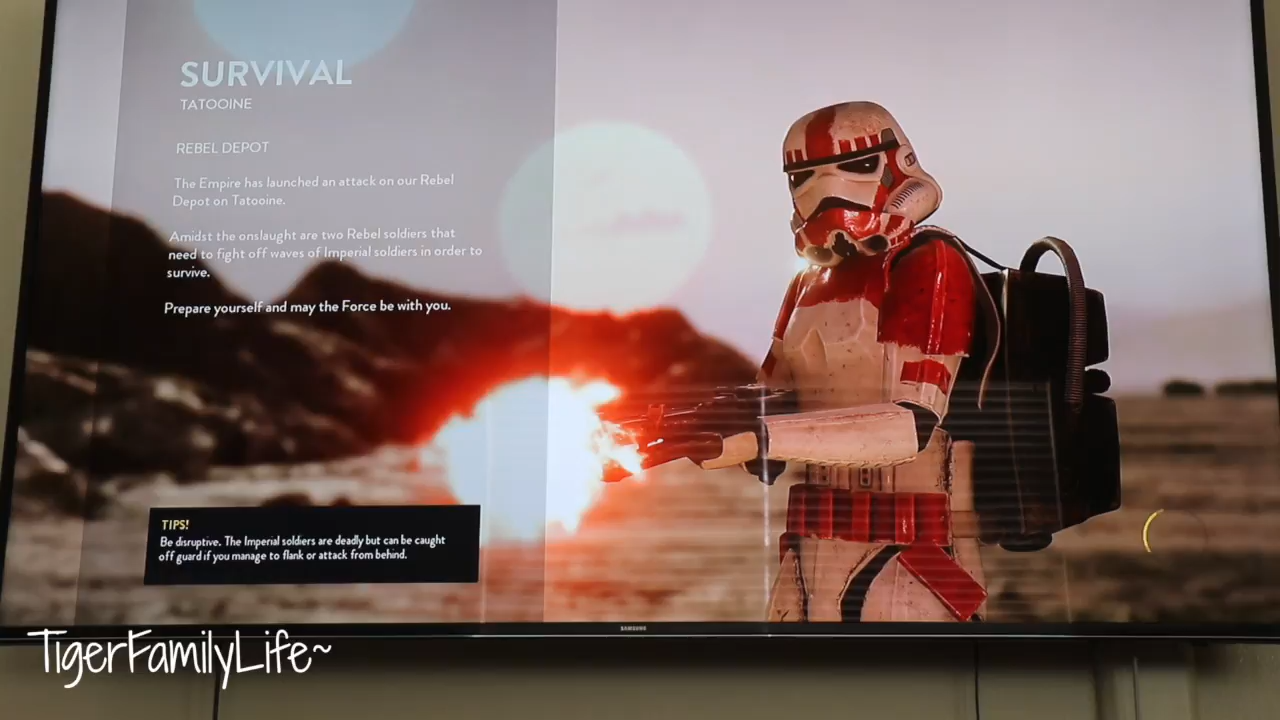 SURVIVAL
TATOOINE
REBEL DEPOT
The Empire has launched an attack on our Rebel
Depot on Tatooine.
Amidst the onslaught are two Rebel soldiers that
need to fight off waves of Imperial soldiers in order to
survive.
Prepare yourself and may the Force be with you.
TIPS!
Be disruptive. The Imperial soldiers are deadly but can be caught
off guard if you manage to flank or attack from behind.
SAMSUNG
TigerFamilyLife~